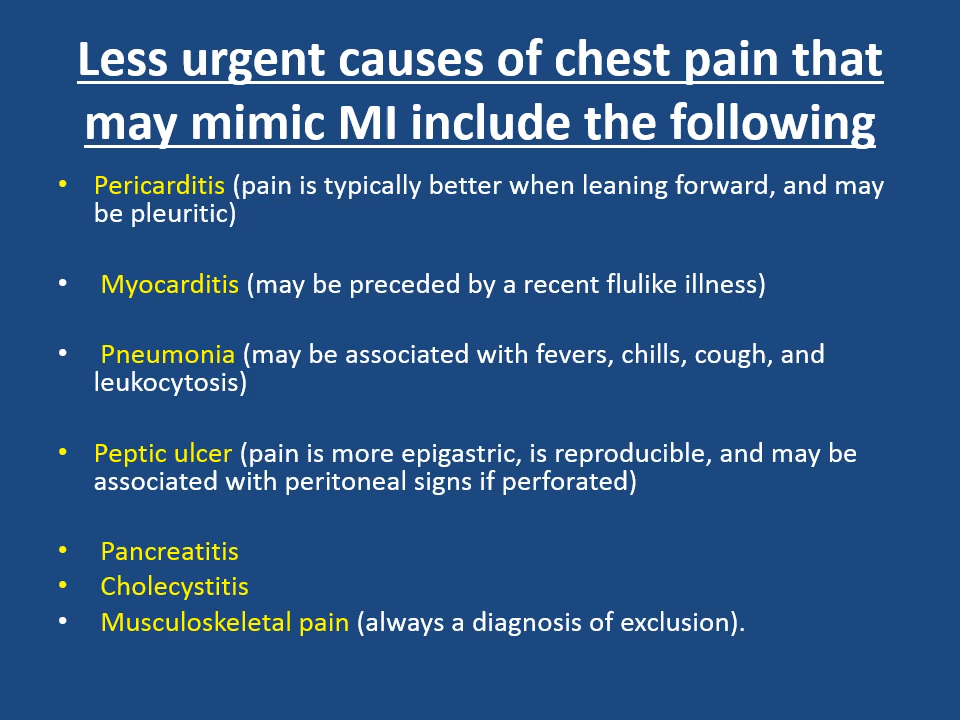 Less urgent causes of chest pain that
may mimic MI include the following
• Pericarditis (pain is typically better when leaning forward, and may
be pleuritic)
• Myocarditis (may be preceded by a recent flulike illness)
• Pneumonia (may be associated with fevers, chills, cough, and
leukocytosis)
• Peptic ulcer (pain is more epigastric, is reproducible, and may be
associated with peritoneal signs if perforated)
• Pancreatitis
• Cholecystitis
• Musculoskeletal pain (always a diagnosis of exclusion).